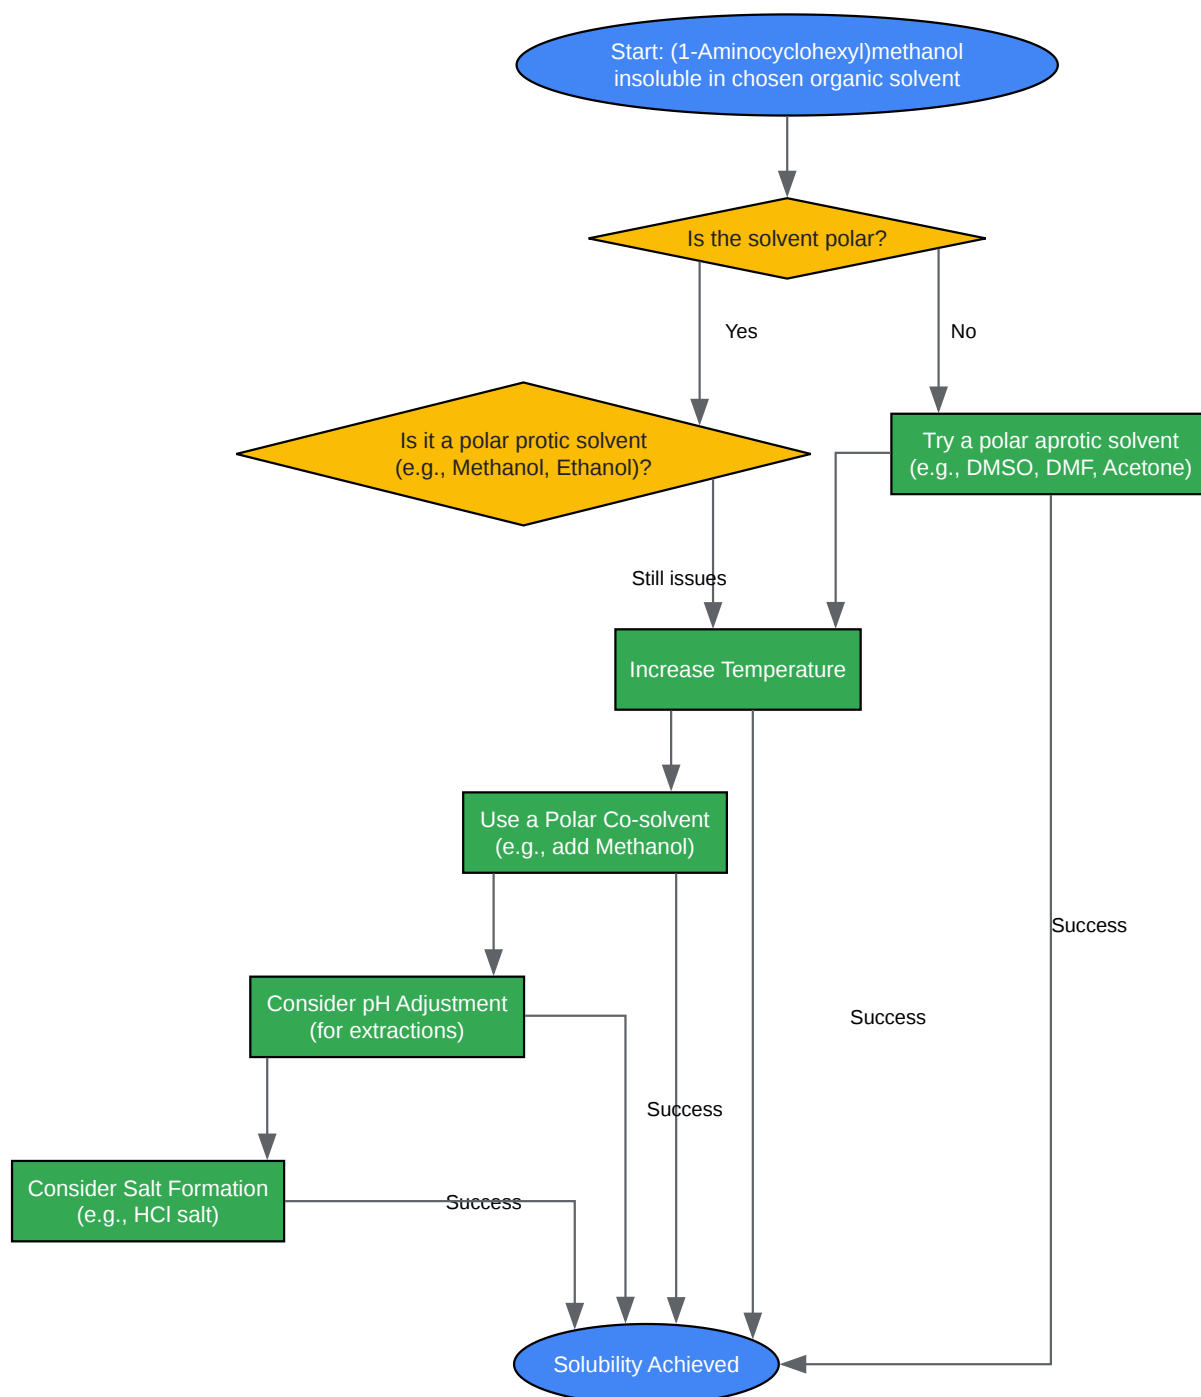 Start: (1-Aminocyclohexyl)methanol
insoluble in chosen organic solvent
Is the solvent polar?
Yes
No
Is it a polar protic solvent
(e.g., Methanol, Ethanol)?
Try a polar aprotic solvent
(e.g., DMSO, DMF, Acetone)
Still issues
Increase Temperature
Use a Polar Co-solvent
(e.g., add Methanol)
Success
Consider pH Adjustment
(for extractions)
Success
Success
Consider Salt Formation
(e.g., HCl salt)
Success
Solubility Achieved